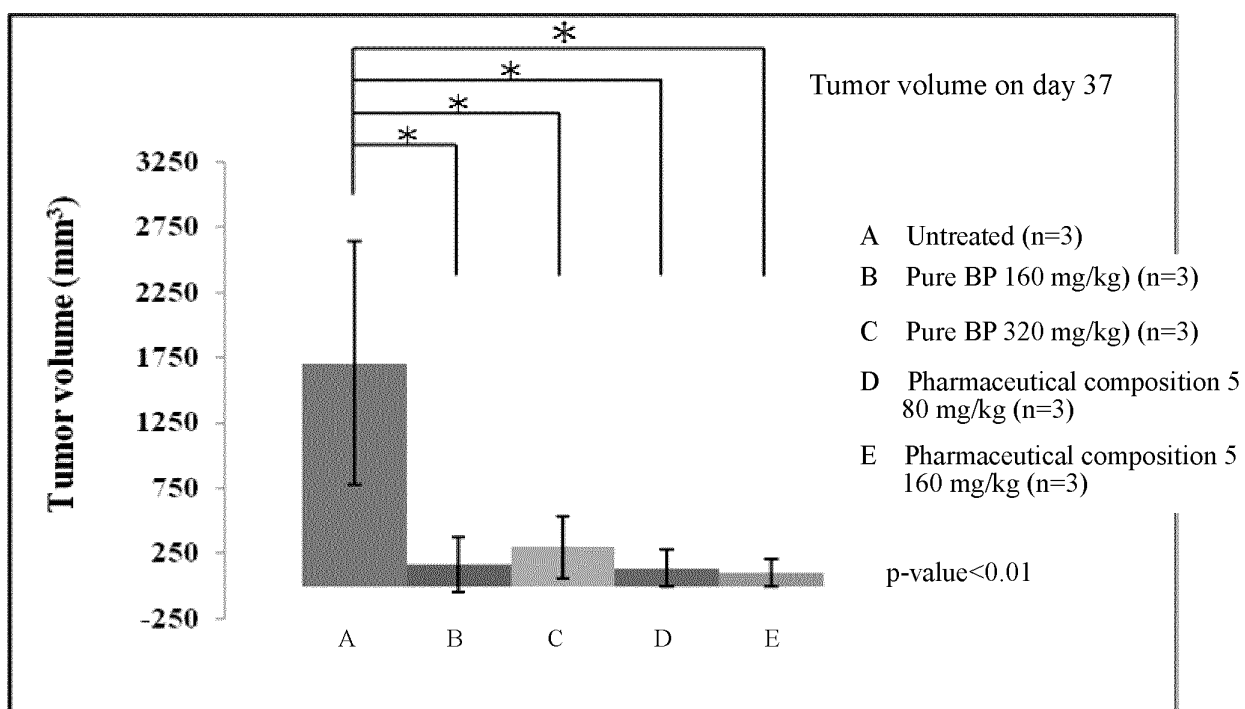 *
*
*
*
Tumor volume on day 37
Tumor volume (mm³)
3250
2750
2250
1750
1250
750
250
-250
A
B
C
D
E
A Untreated (n=3)
B Pure BP 160 mg/kg) (n=3)
C Pure BP 320 mg/kg) (n=3)
D Pharmaceutical composition 5
80 mg/kg (n=3)
E Pharmaceutical composition 5
160 mg/kg (n=3)
p-value<0.01